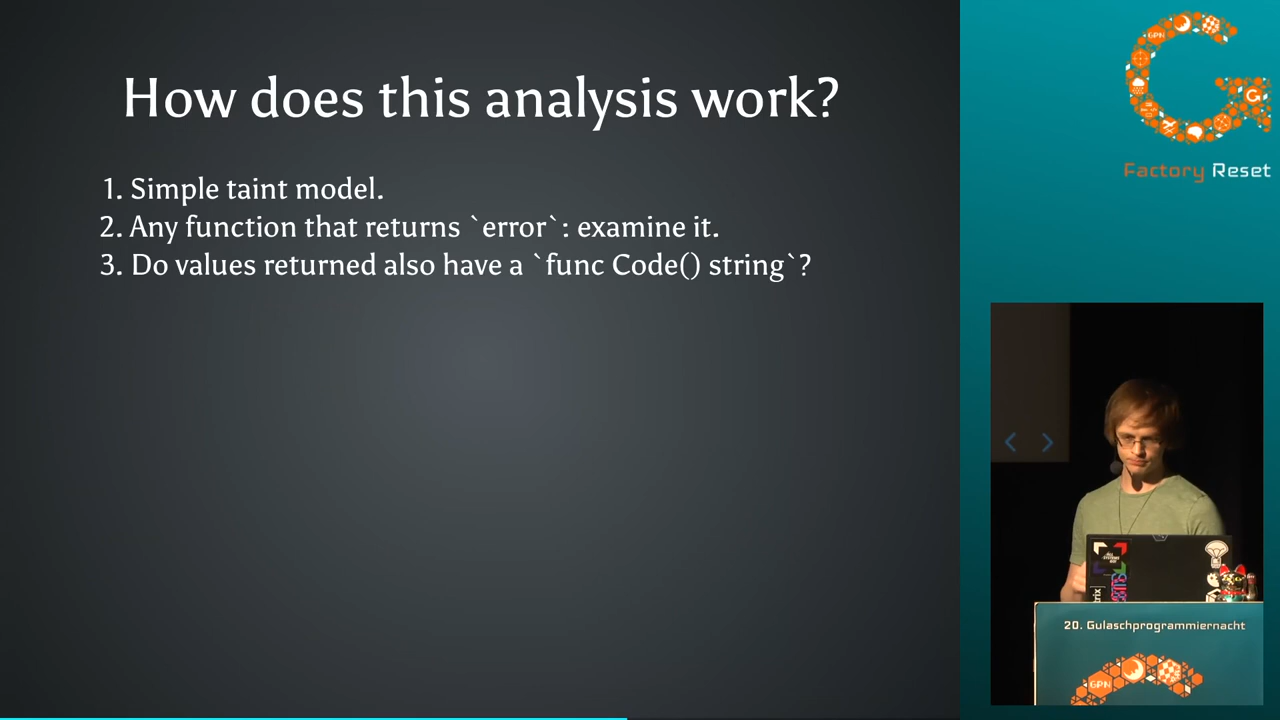 How does this analysis work?
1. Simple taint model.
2. Any function that returns `error`: examine it.
3. Do values returned also have a `func Code() string`?
GPN
Factory Reset
trix
20. Gulaschprogrammiernacht
GPN